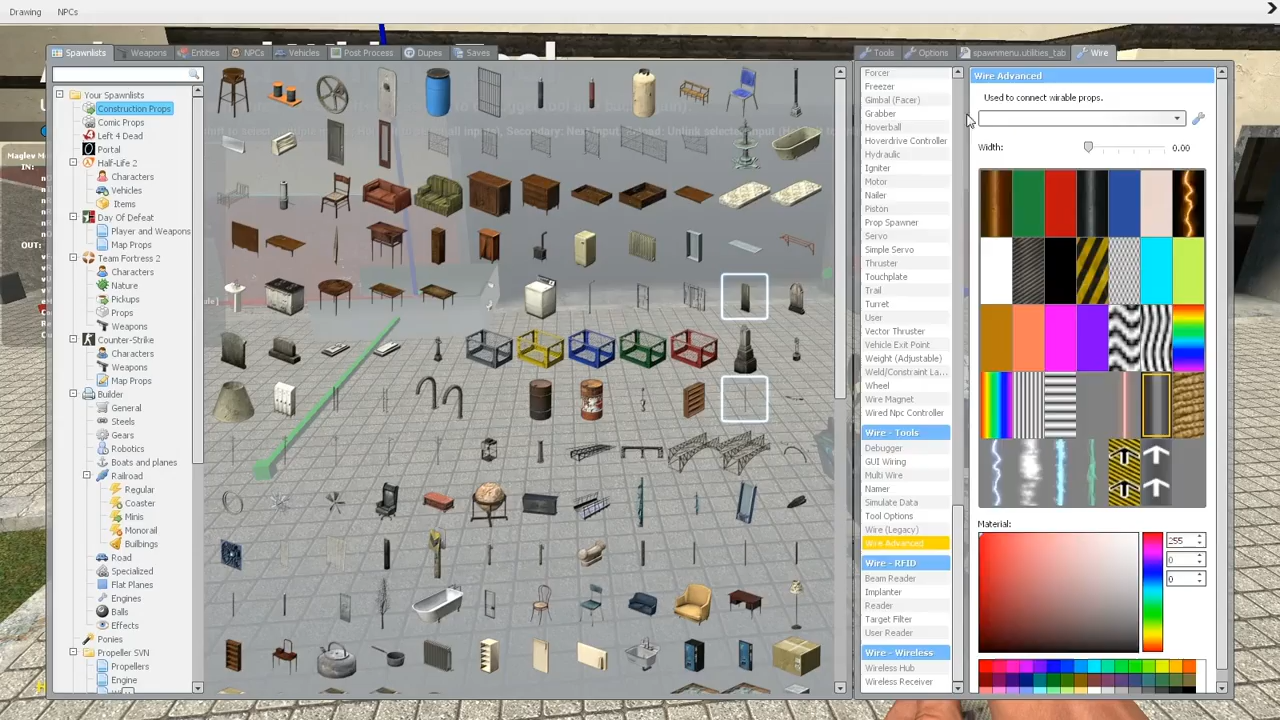 Drawing NPCs
Spawnlists Weapons Entities NPCs Vehicles Post Process Dupes Saves
Tools Options spawnmenu.utilities_tab Wire
Your Spawnlists
Construction Props
Comic Props
Left 4 Dead
Portal
Half-Life 2
Characters
Vehicles
Items
Day Of Defeat
Player and Weapons
Map Props
Team Fortress 2
Characters
Nature
Pickups
Props
Weapons
Counter-Strike
Characters
Weapons
Map Props
Builder
General
Steels
Gears
Robotics
Boats and planes
Railroad
Regular
Coaster
Minis
Monorail
Builbings
Road
Specialized
Flat Planes
Engines
Balls
Effects
Ponies
Propeller SVN
Propellers
Engine
Maglev M
IN:
OUT:
Forcer
Freezer
Gimbal (Facer)
Grabber
Hoverball
Hoverdrive Controller
Hydraulic
Igniter
Motor
Nailer
Piston
Prop Spawner
Servo
Simple Servo
Thruster
Touchplate
Trail
Turret
User
Vector Thruster
Vehicle Exit Point
Weight (Adjustable)
Weld/Constraint La...
Wheel
Wire Magnet
Wired Npc Controller
Wire - Tools
Debugger
GUI Wiring
Multi Wire
Namer
Simulate Data
Tool Options
Wire (Legacy)
Wire Advanced
Wire - RFID
Beam Reader
Implanter
Reader
Target Filter
User Reader
Wire - Wireless
Wireless Hub
Wireless Receiver
Wire Advanced
Used to connect wirable props.
Width: 0.00
Material:
255
0
0